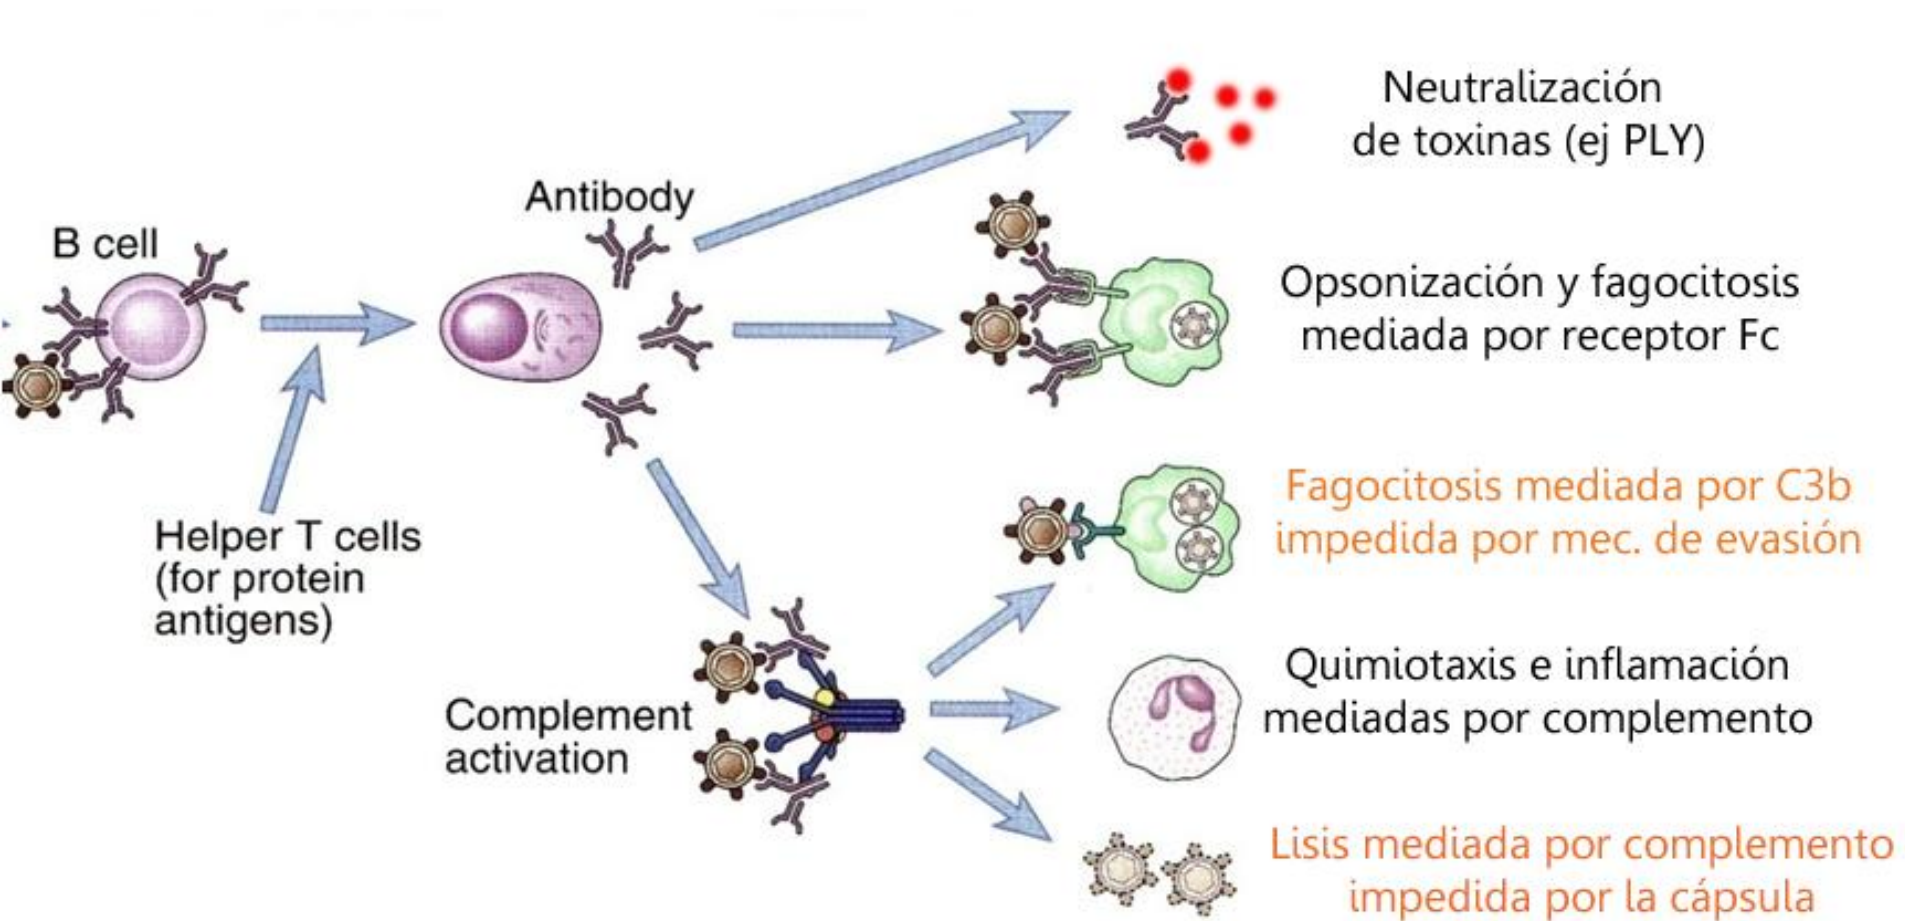 Neutralización
de toxinas (ej PLY)
Antibody
B cell
Opsonización y fagocitosis
mediada por receptor Fc
Helper T cells
(for protein
antigens)
Fagocitosis mediada por C3b
impedida por mec. de evasión
Complement
activation
Quimiotaxis e inflamación
mediadas por complemento
Lisis mediada por complemento
impedida por la cápsula